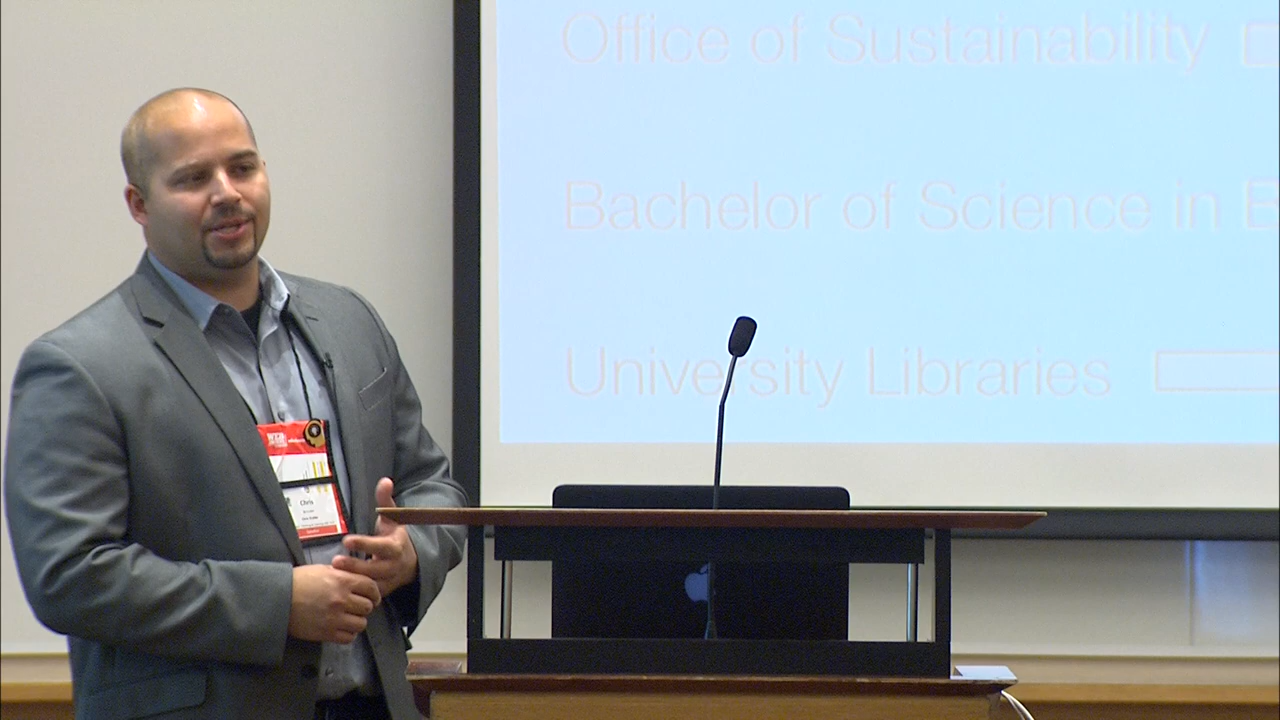 Office of Sustainability
Bachelor of Science in
University Libraries
Chris